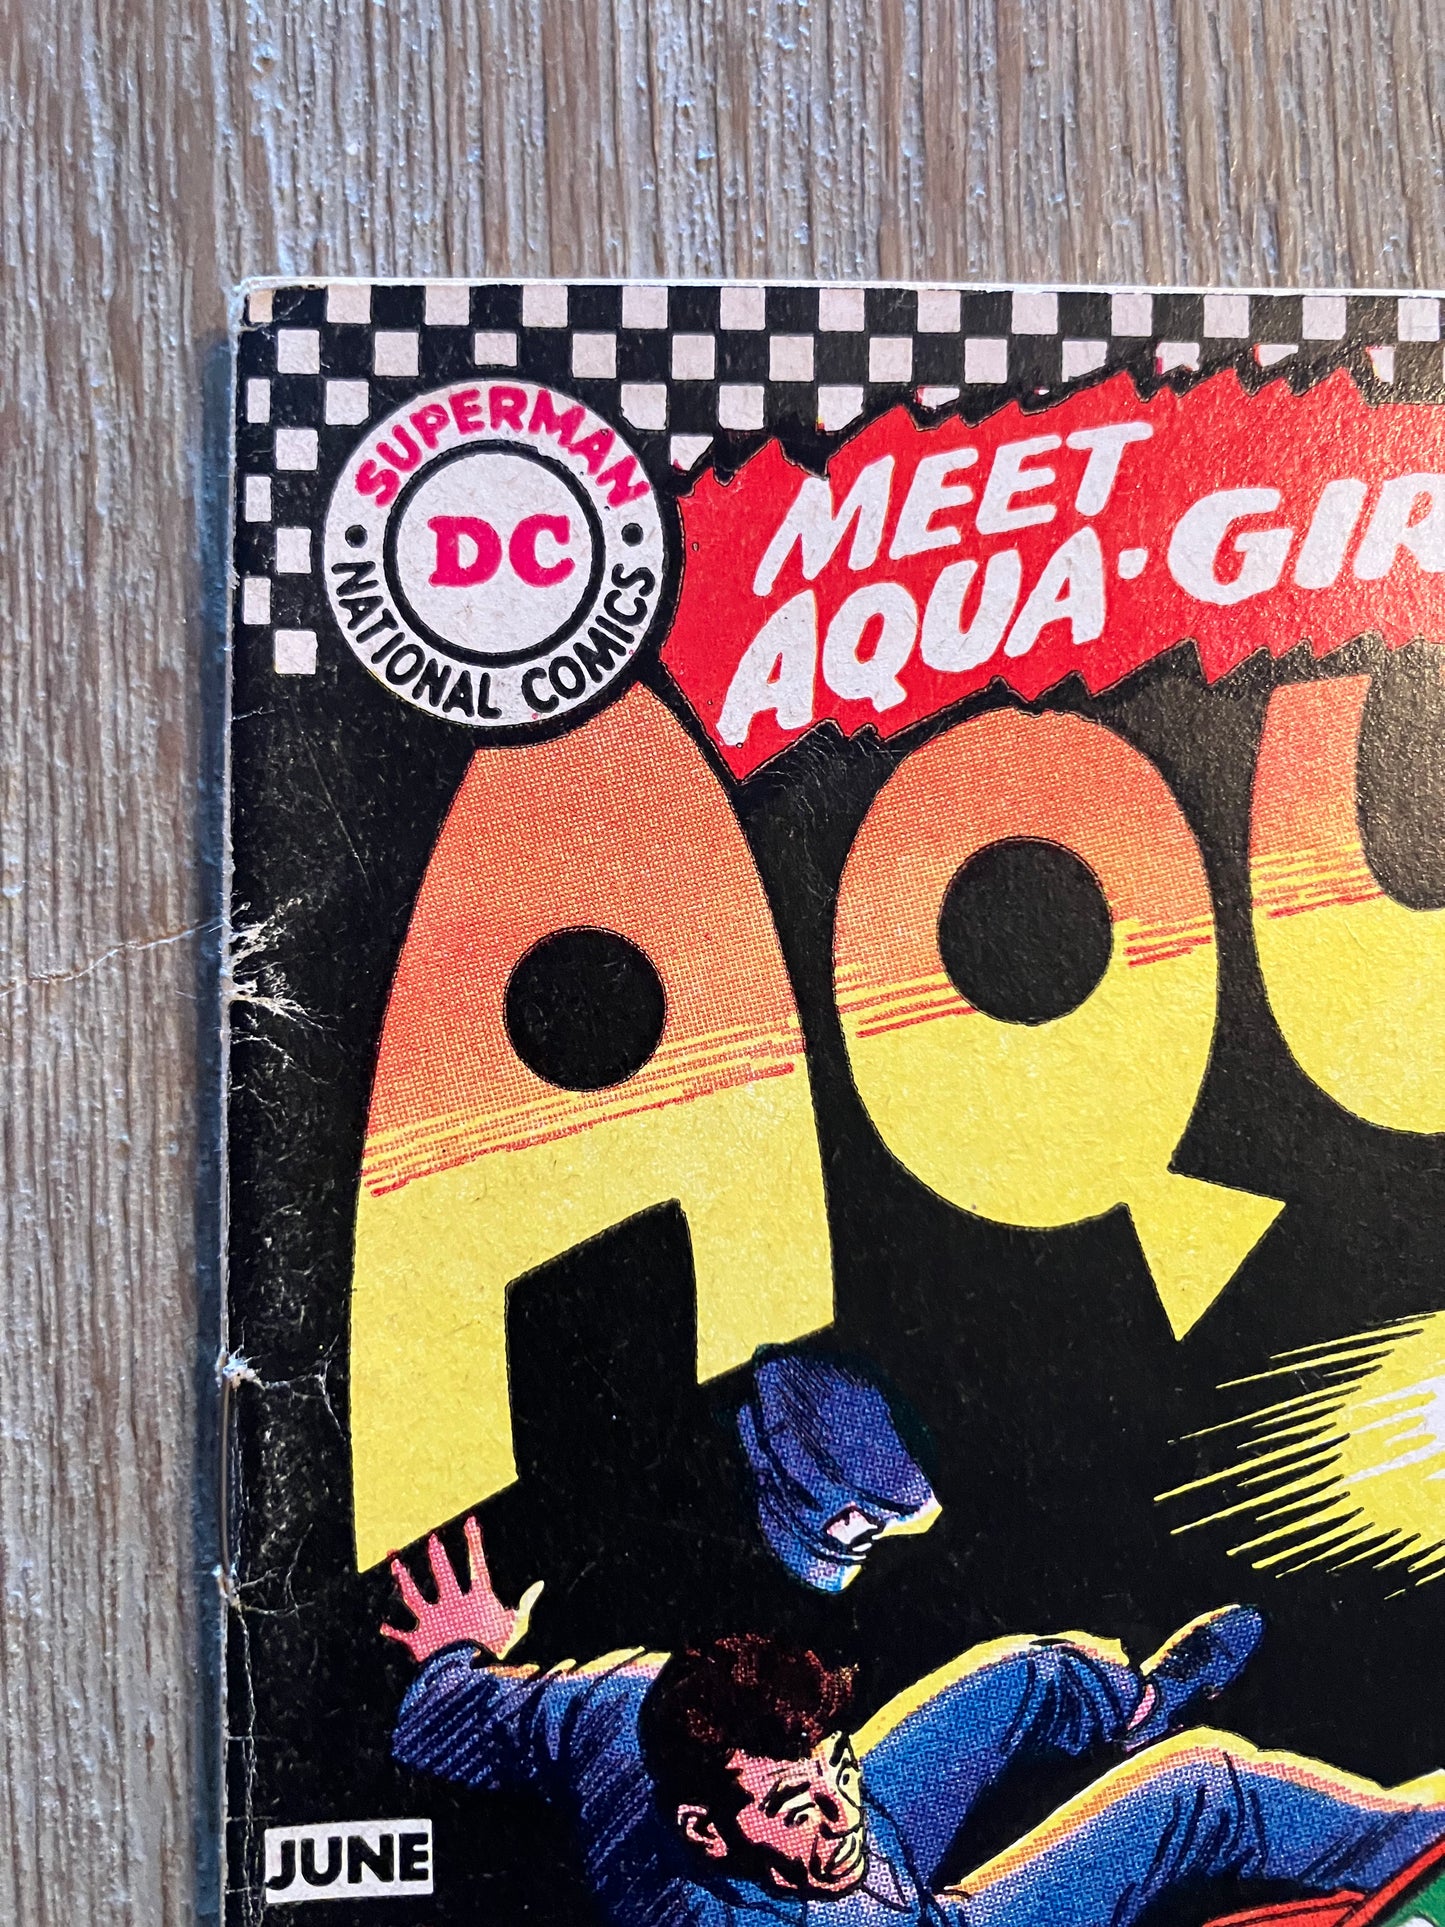 SUPERMAN
DC
NATIONAL COMICS
MEET
AQUA-GIR
AQU
JUNE